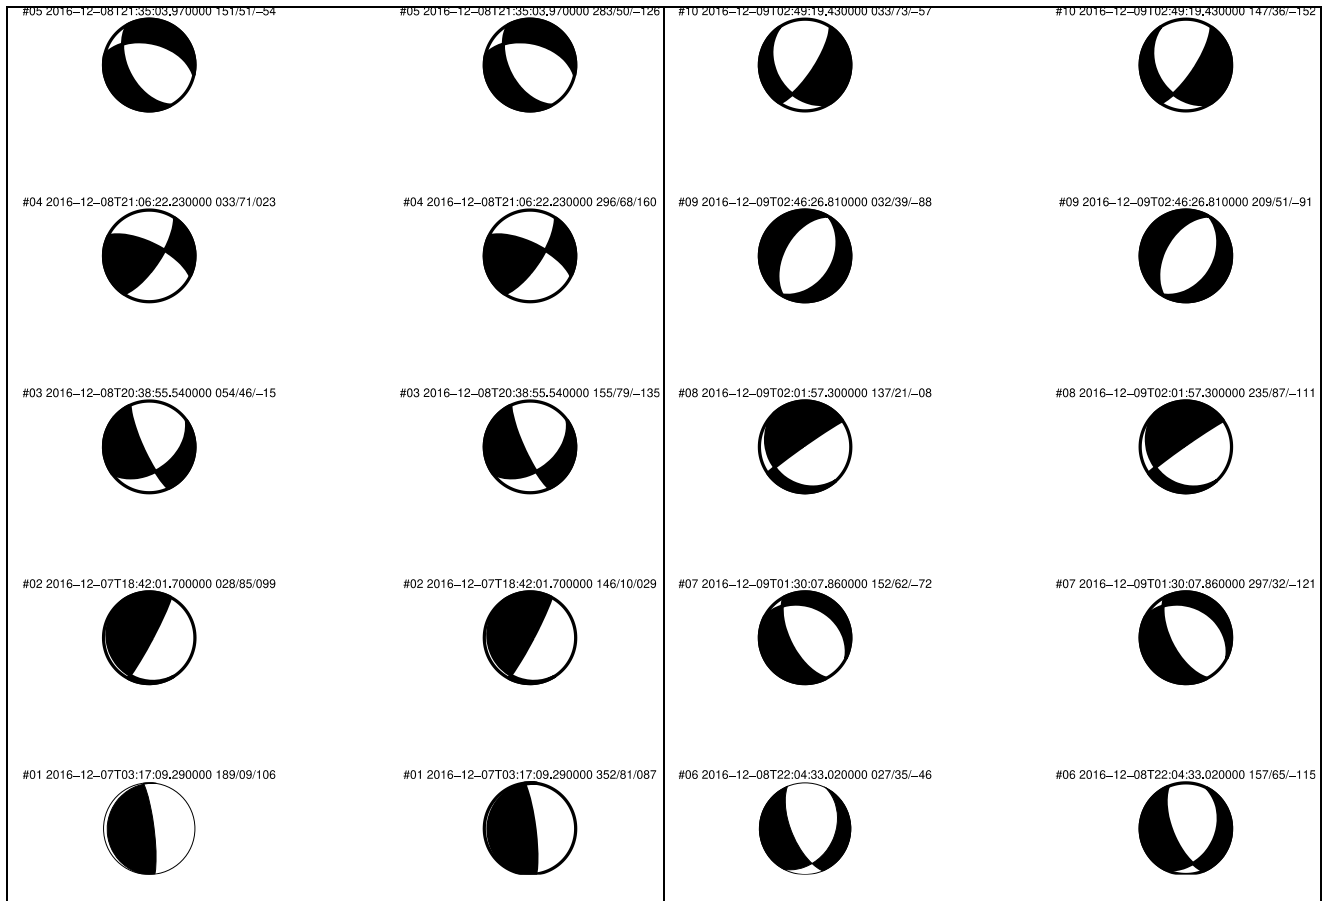 #05 2016–12–08T21:35:03.970000 151/51/–54
#05 2016–12–08T21:35:03.970000 283/50/–126
#10 2016–12–09T02:49:19.430000 033/73/–57
#10 2016–12–09T02:49:19.430000 147/36/–152
#04 2016–12–08T21:06:22.230000 033/71/023
#04 2016–12–08T21:06:22.230000 296/68/160
#09 2016–12–09T02:46:26.810000 032/39/–88
#09 2016–12–09T02:46:26.810000 209/51/–91
#03 2016–12–08T20:38:55.540000 054/46/–15
#03 2016–12–08T20:38:55.540000 155/79/–135
#08 2016–12–09T02:01:57.300000 137/21/–08
#08 2016–12–09T02:01:57.300000 235/87/–111
#02 2016–12–07T18:42:01.700000 028/85/099
#02 2016–12–07T18:42:01.700000 146/10/029
#07 2016–12–09T01:30:07.860000 152/62/–72
#07 2016–12–09T01:30:07.860000 297/32/–121
#01 2016–12–07T03:17:09.290000 189/09/106
#01 2016–12–07T03:17:09.290000 352/81/087
#06 2016–12–08T22:04:33.020000 027/35/–46
#06 2016–12–08T22:04:33.020000 157/65/–115